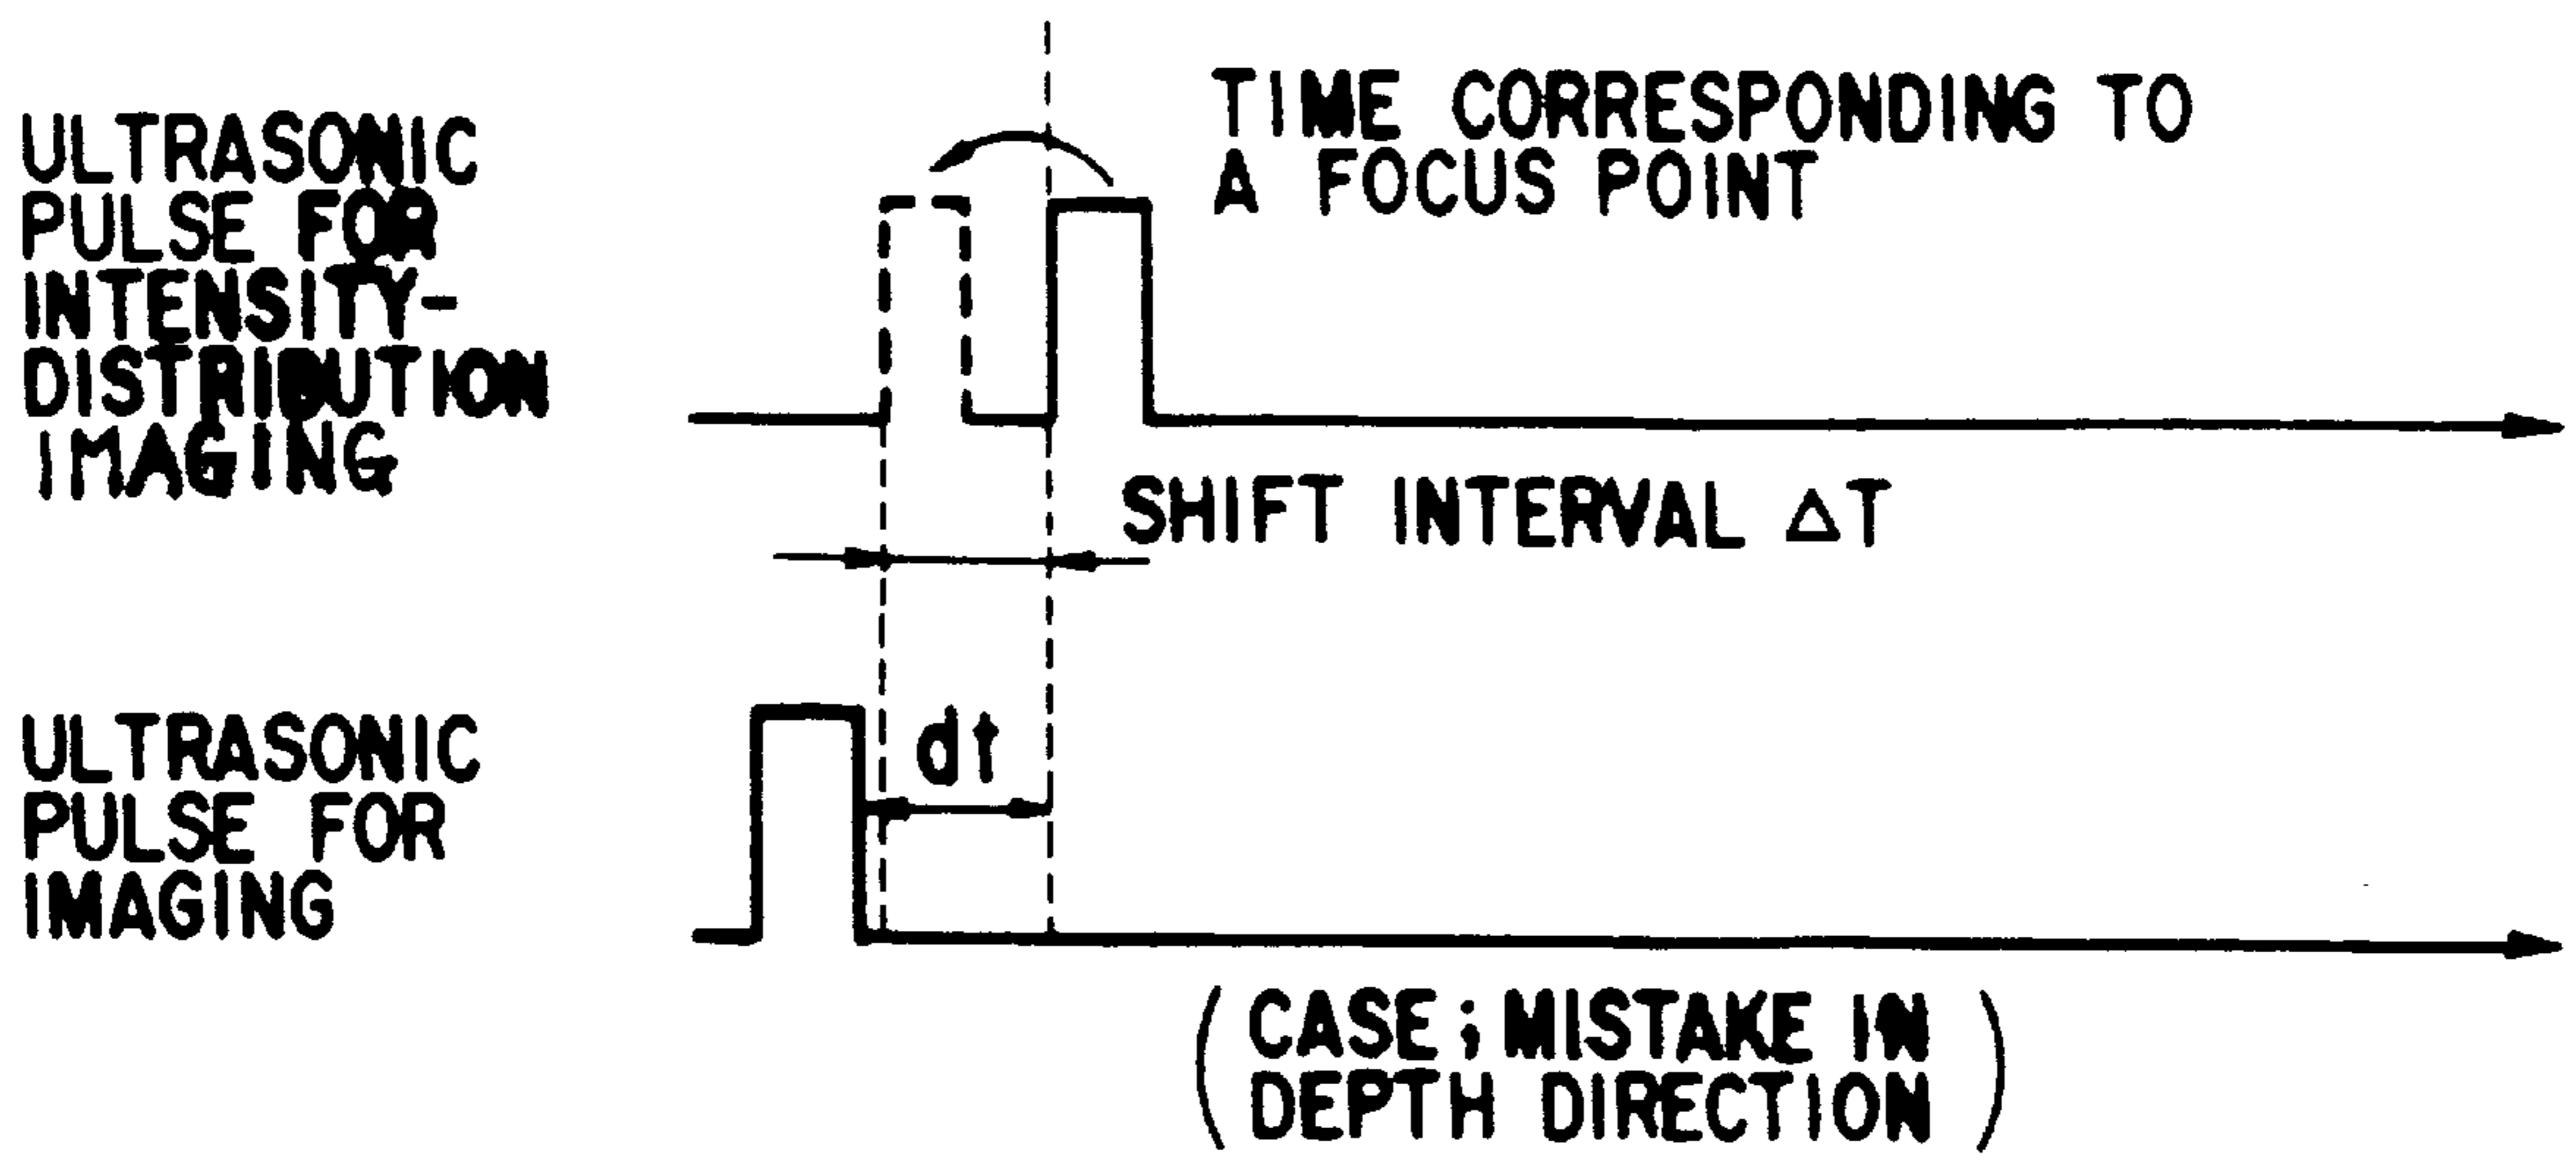 ULTRASONIC
PULSE FOR
INTENSITY-
DISTRIBUTION
IMAGING
TIME CORRESPONDING TO
A FOCUS POINT
SHIFT INTERVAL ΔT
ULTRASONIC
PULSE FOR
IMAGING
dt
(CASE; MISTAKE IN
DEPTH DIRECTION)